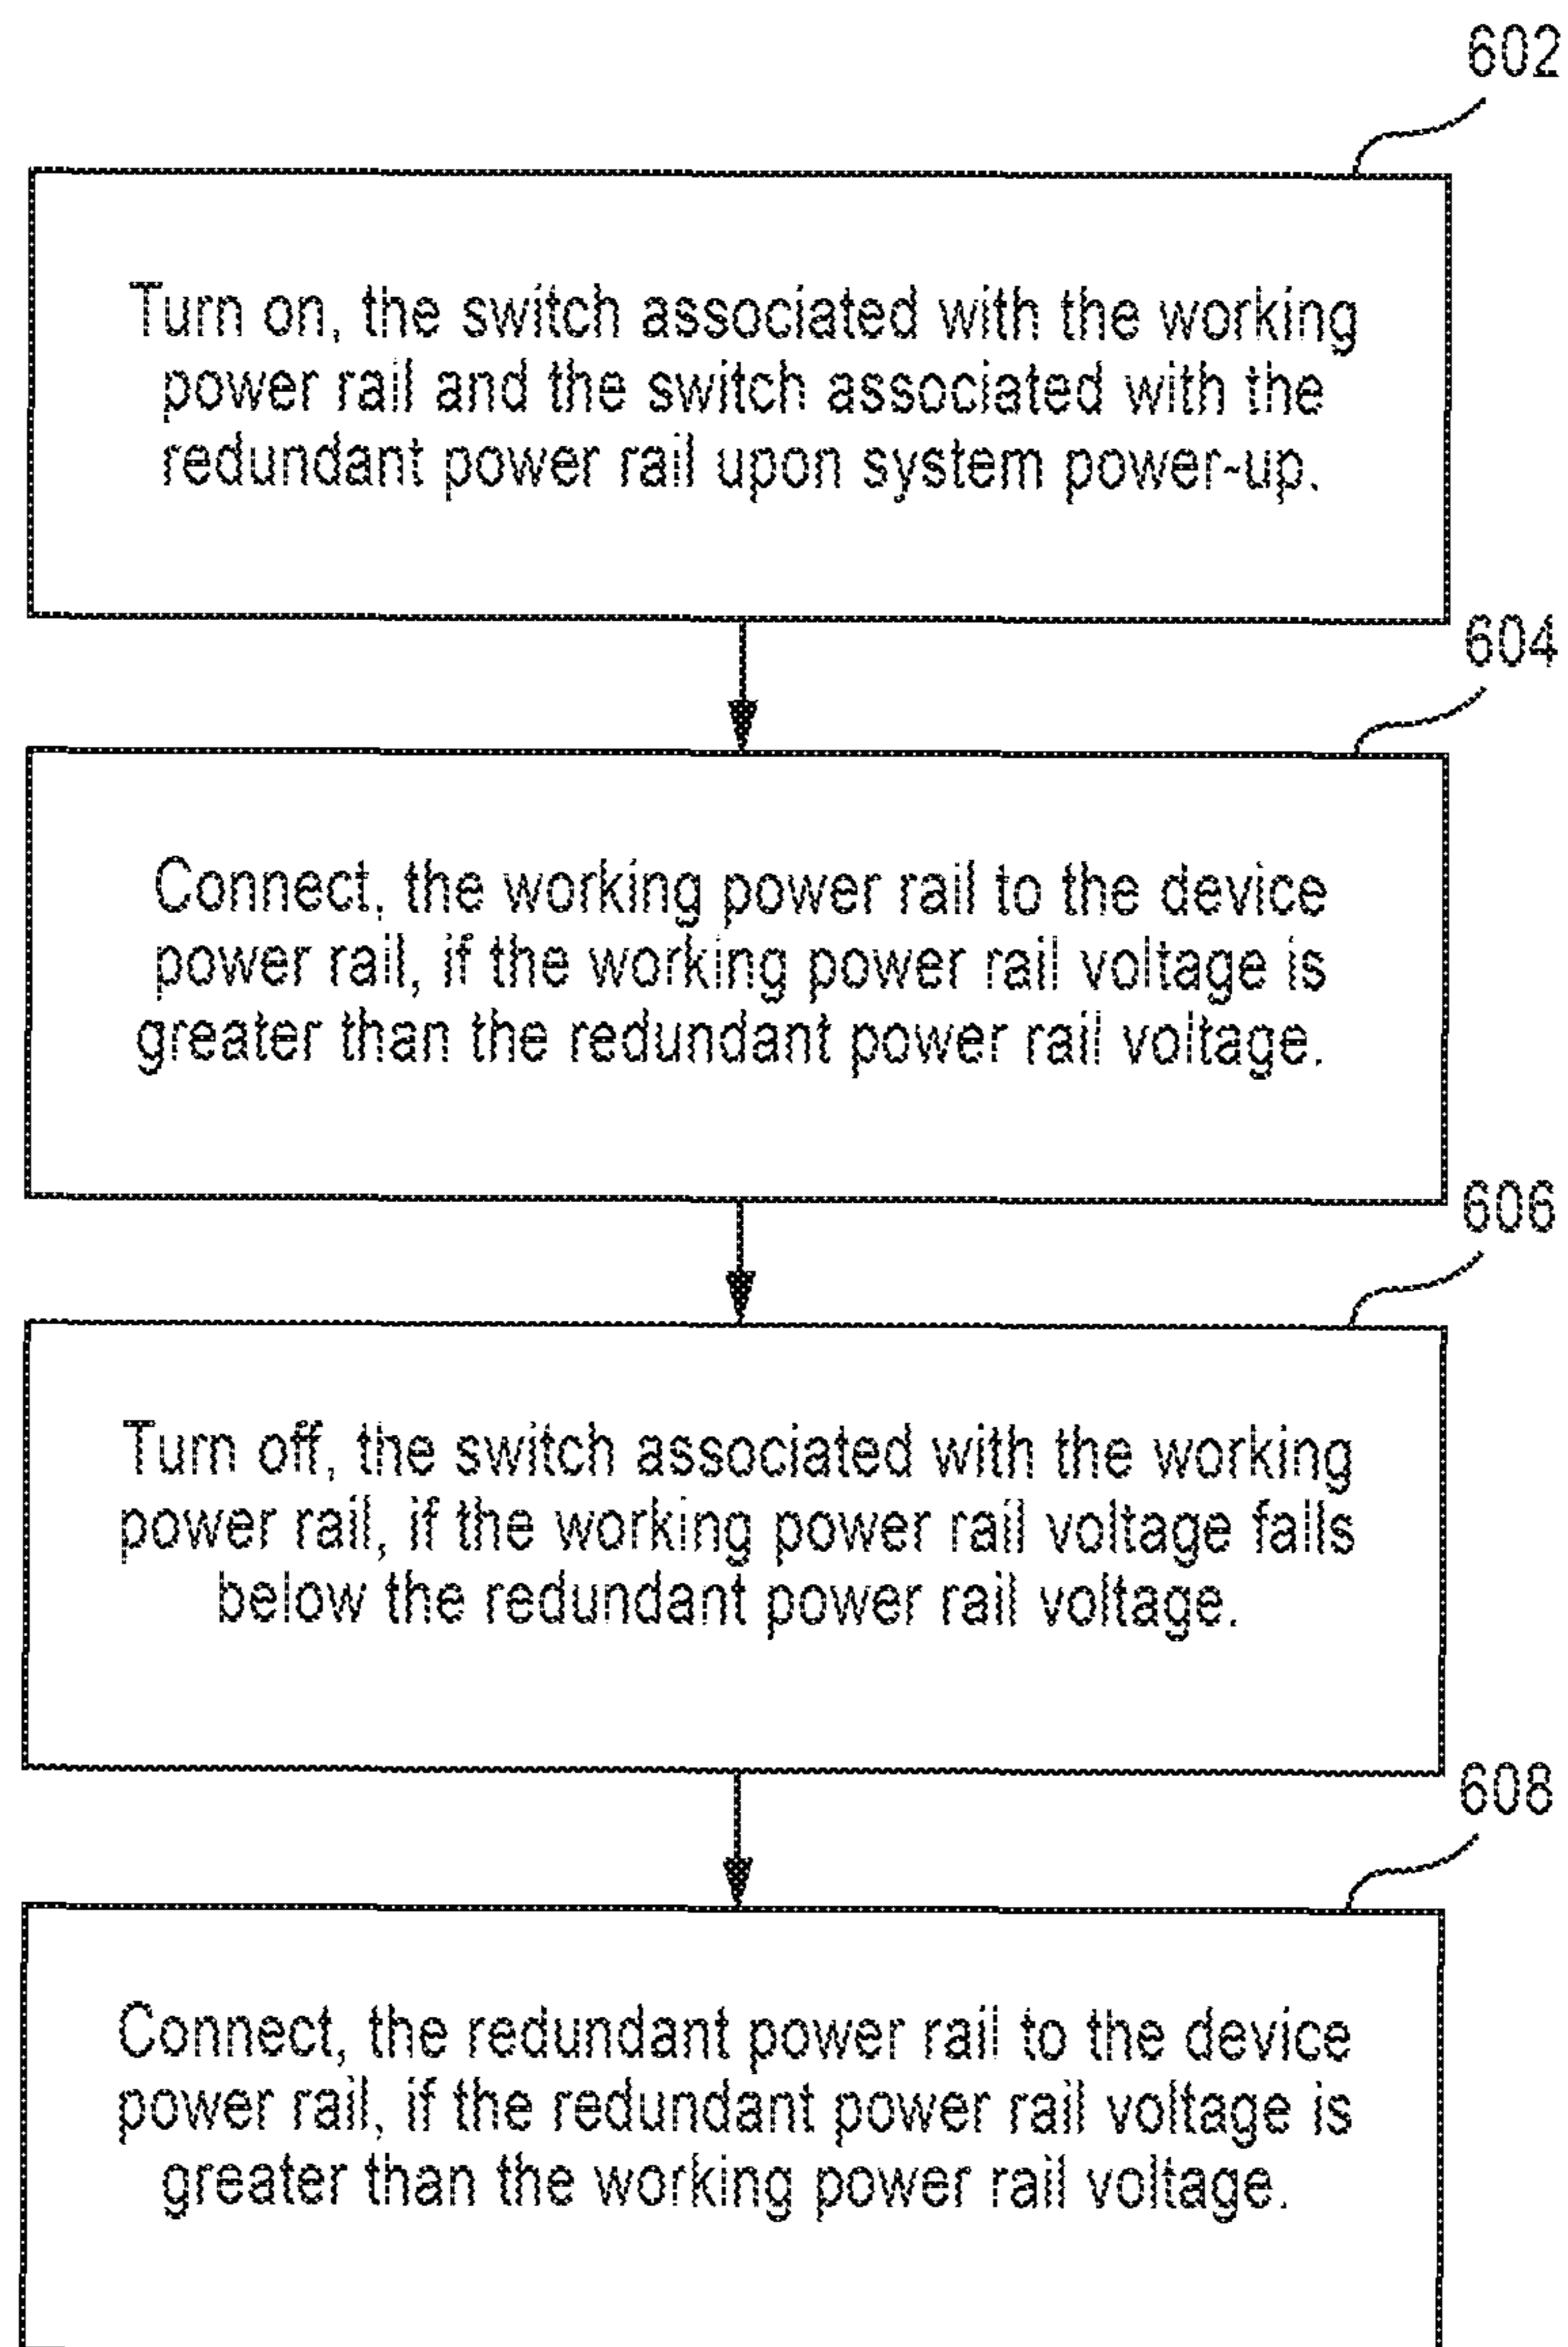 602
Turn on, the switch associated with the working
power rail and the switch associated with the
redundant power rail upon system power-up.
604
Connect, the working power rail to the device
power rail, if the working power rail voltage is
greater than the redundant power rail voltage.
606
Turn off, the switch associated with the working
power rail, if the working power rail voltage falls
below the redundant power rail voltage.
608
Connect, the redundant power rail to the device
power rail, if the redundant power rail voltage is
greater than the working power rail voltage.